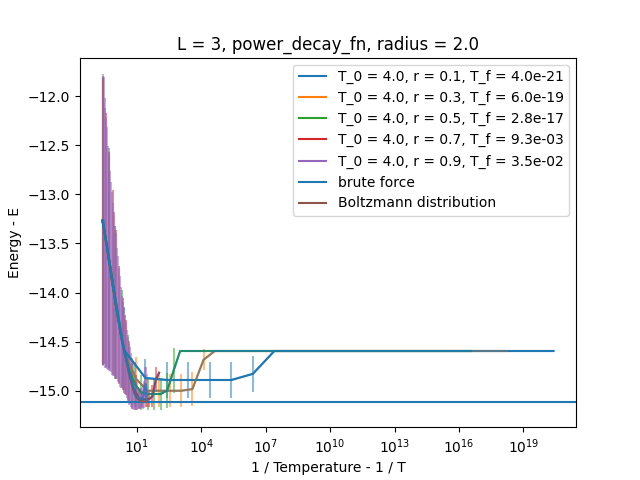 L = 3, power_decay_fn, radius = 2.0
T_0 = 4.0, r = 0.1, T_f = 4.0e-21
T_0 = 4.0, r = 0.3, T_f = 6.0e-19
T_0 = 4.0, r = 0.5, T_f = 2.8e-17
T_0 = 4.0, r = 0.7, T_f = 9.3e-03
T_0 = 4.0, r = 0.9, T_f = 3.5e-02
brute force
Boltzmann distribution
Energy - E
−12.0
−12.5
−13.0
−13.5
−14.0
−14.5
−15.0
10¹ 10⁴ 10⁷ 10¹⁰ 10¹³ 10¹⁶ 10¹⁹
1 / Temperature - 1 / T